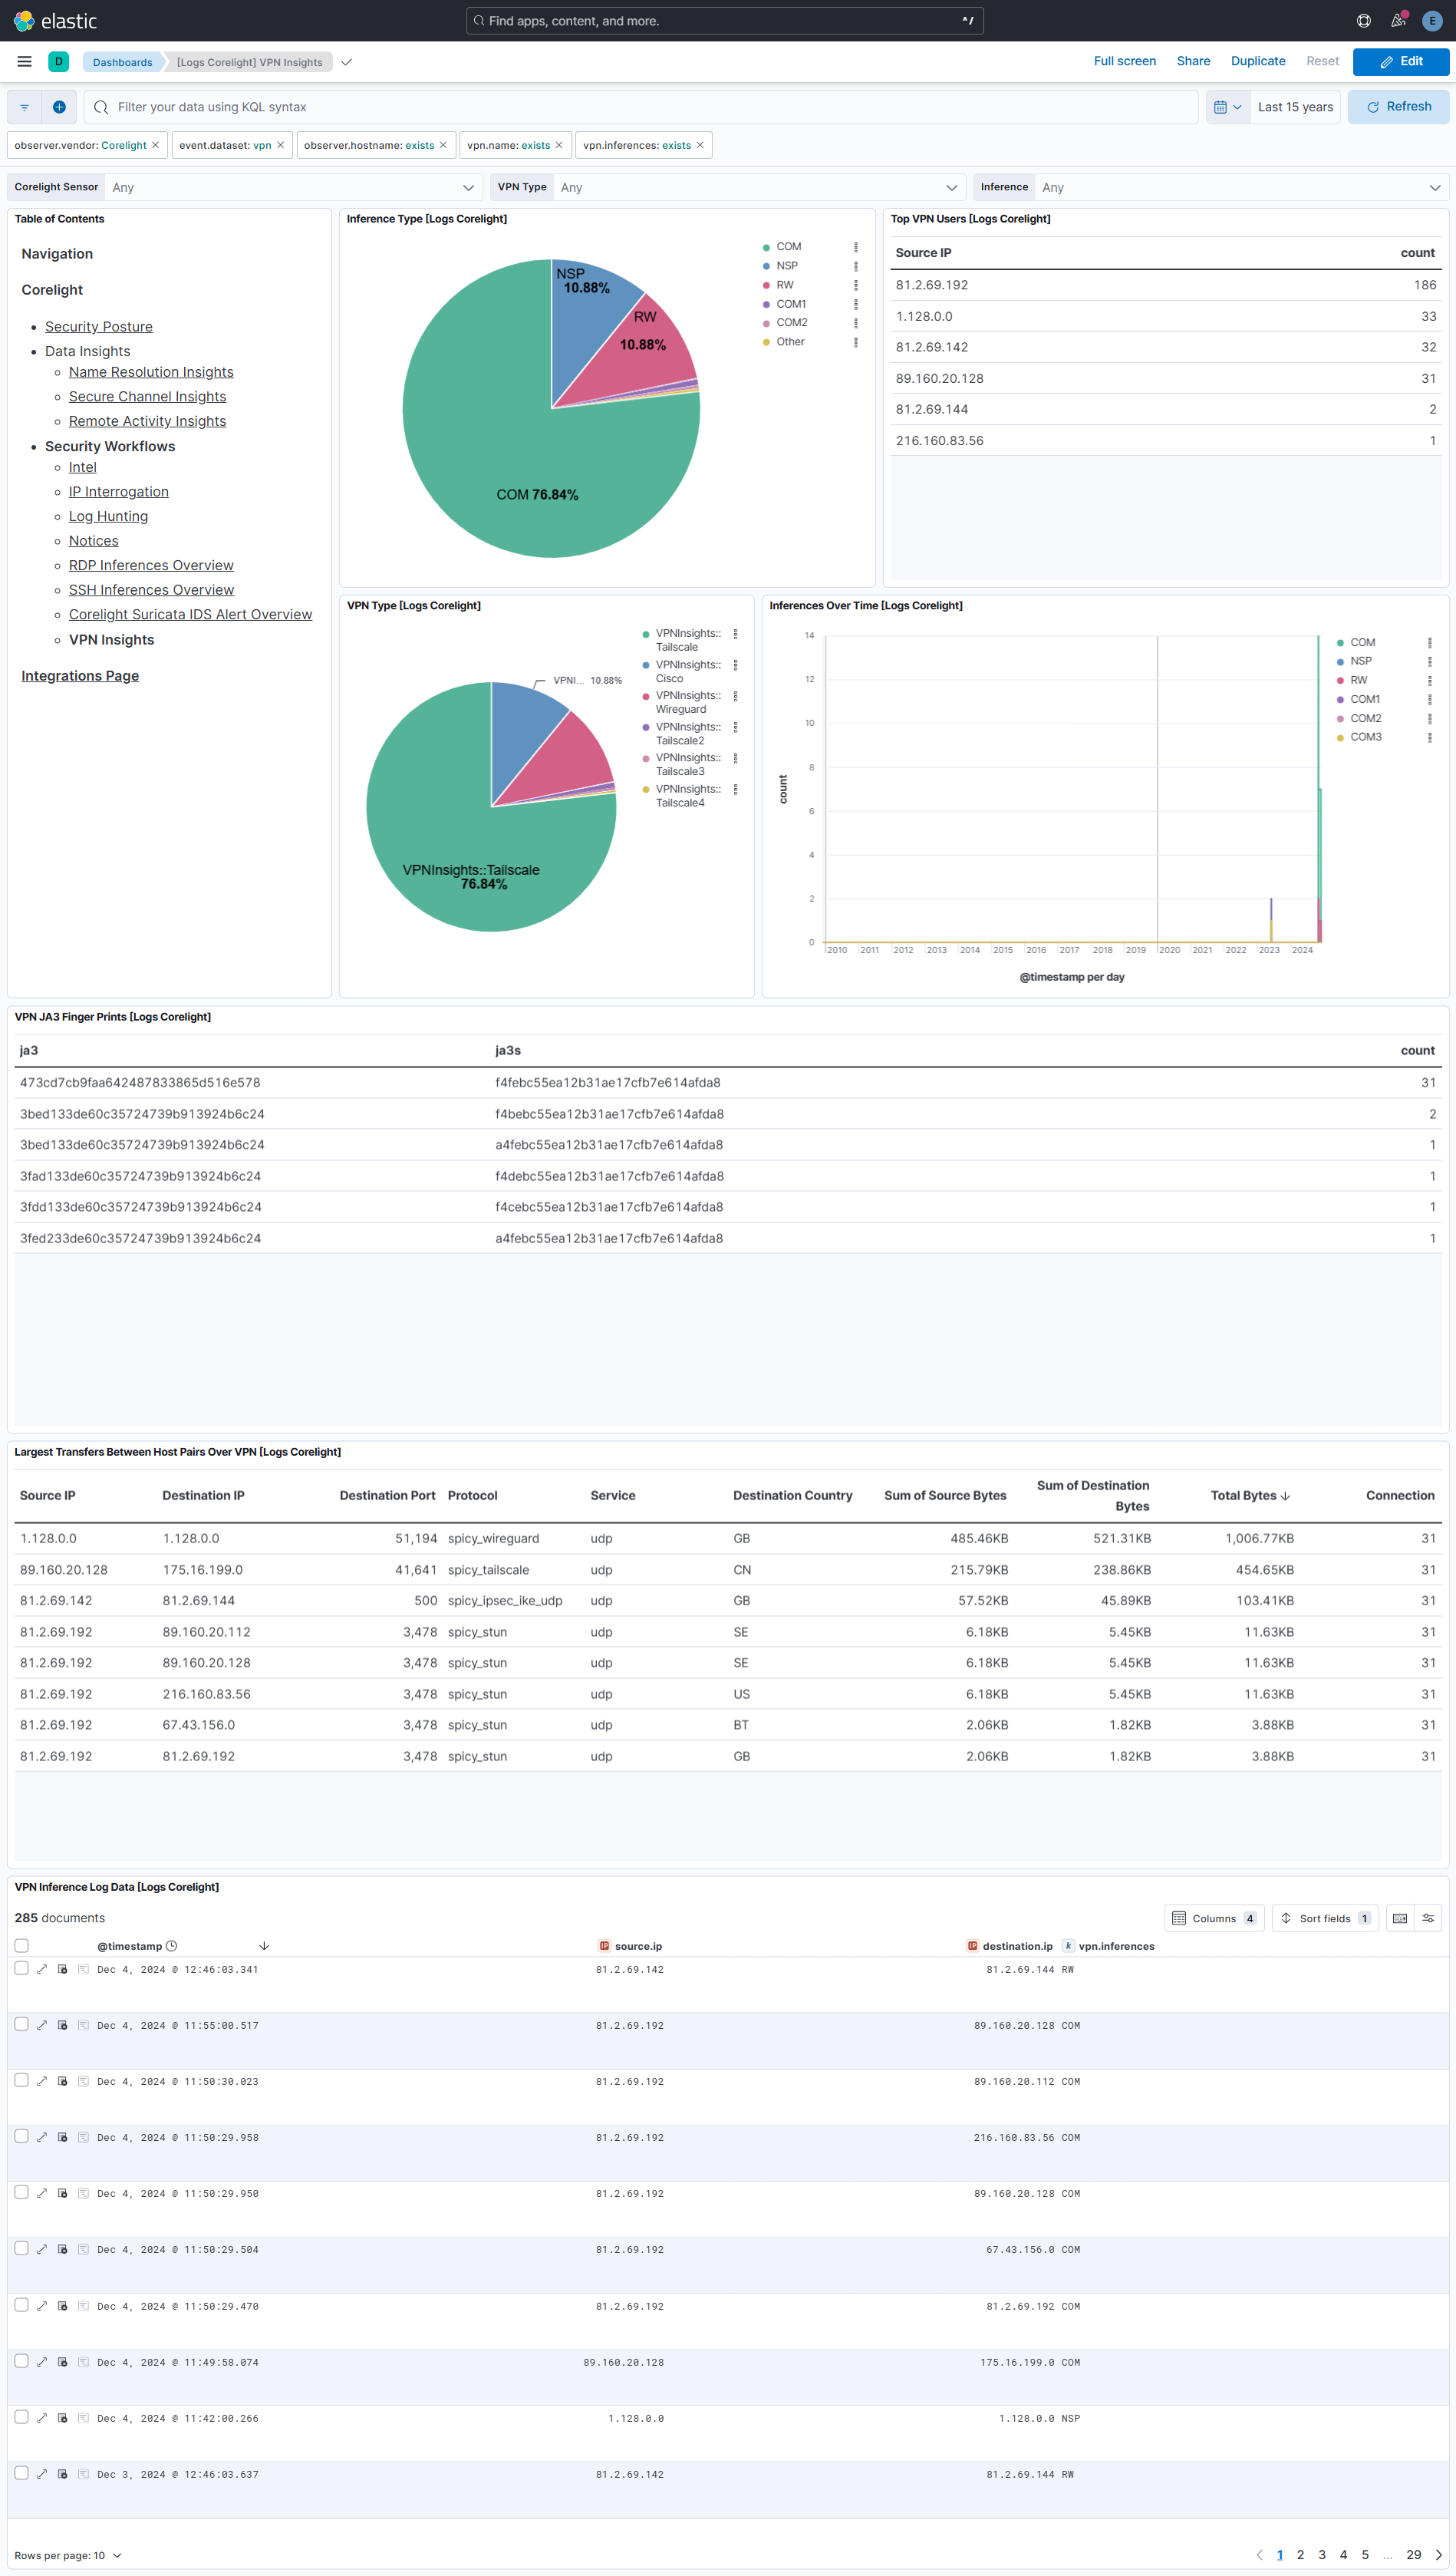 elastic
Find apps, content, and more.
^/
E
D
Dashboards
[Logs Corelight] VPN Insights
Full screen
Share
Duplicate
Reset
Edit
Filter your data using KQL syntax
Last 15 years
Refresh
observer.vendor: Corelight
event.dataset: vpn
observer.hostname: exists
vpn.name: exists
vpn.inferences: exists
Corelight Sensor Any
VPN Type Any
Inference Any
Table of Contents
Navigation
Corelight
Security Posture
Data Insights
Name Resolution Insights
Secure Channel Insights
Remote Activity Insights
Security Workflows
Intel
IP Interrogation
Log Hunting
Notices
RDP Inferences Overview
SSH Inferences Overview
Corelight Suricata IDS Alert Overview
VPN Insights
Integrations Page
Inference Type [Logs Corelight]
NSP
10.88%
RW
10.88%
COM 76.84%
COM
NSP
RW
COM1
COM2
Other
Top VPN Users [Logs Corelight]
Source IP count
81.2.69.192 186
1.128.0.0 33
81.2.69.142 32
89.160.20.128 31
81.2.69.144 2
216.160.83.56 1
VPN Type [Logs Corelight]
VPNI... 10.88%
VPNInsights::Tailscale
76.84%
VPNInsights::
Tailscale
VPNInsights::
Cisco
VPNInsights::
Wireguard
VPNInsights::
Tailscale2
VPNInsights::
Tailscale3
VPNInsights::
Tailscale4
Inferences Over Time [Logs Corelight]
14
12
10
8
6
4
2
0
count
2010 2011 2012 2013 2014 2015 2016 2017 2018 2019 2020 2021 2022 2023 2024
@timestamp per day
COM
NSP
RW
COM1
COM2
COM3
VPN JA3 Finger Prints [Logs Corelight]
ja3 ja3s count
473cd7cb9faa642487833865d516e578 f4febc55ea12b31ae17cfb7e614afda8 31
3bed133de60c35724739b913924b6c24 f4bebc55ea12b31ae17cfb7e614afda8 2
3bed133de60c35724739b913924b6c24 a4febc55ea12b31ae17cfb7e614afda8 1
3fad133de60c35724739b913924b6c24 f4debc55ea12b31ae17cfb7e614afda8 1
3fdd133de60c35724739b913924b6c24 f4cebc55ea12b31ae17cfb7e614afda8 1
3fed233de60c35724739b913924b6c24 a4febc55ea12b31ae17cfb7e614afda8 1
Largest Transfers Between Host Pairs Over VPN [Logs Corelight]
Source IP Destination IP Destination Port Protocol Service Destination Country Sum of Source Bytes Sum of Destination Bytes Total Bytes Connection
1.128.0.0 1.128.0.0 51,194 spicy_wireguard udp GB 485.46KB 521.31KB 1,006.77KB 31
89.160.20.128 175.16.199.0 41,641 spicy_tailscale udp CN 215.79KB 238.86KB 454.65KB 31
81.2.69.142 81.2.69.144 500 spicy_ipsec_ike_udp udp GB 57.52KB 45.89KB 103.41KB 31
81.2.69.192 89.160.20.112 3,478 spicy_stun udp SE 6.18KB 5.45KB 11.63KB 31
81.2.69.192 89.160.20.128 3,478 spicy_stun udp SE 6.18KB 5.45KB 11.63KB 31
81.2.69.192 216.160.83.56 3,478 spicy_stun udp US 6.18KB 5.45KB 11.63KB 31
81.2.69.192 67.43.156.0 3,478 spicy_stun udp BT 2.06KB 1.82KB 3.88KB 31
81.2.69.192 81.2.69.192 3,478 spicy_stun udp GB 2.06KB 1.82KB 3.88KB 31
VPN Inference Log Data [Logs Corelight]
285 documents
Columns 4
Sort fields 1
@timestamp source.ip destination.ip k vpn.inferences
Dec 4, 2024 @ 12:46:03.341 81.2.69.142 81.2.69.144 RW
Dec 4, 2024 @ 11:55:00.517 81.2.69.192 89.160.20.128 COM
Dec 4, 2024 @ 11:50:30.023 81.2.69.192 89.160.20.112 COM
Dec 4, 2024 @ 11:50:29.958 81.2.69.192 216.160.83.56 COM
Dec 4, 2024 @ 11:50:29.950 81.2.69.192 89.160.20.128 COM
Dec 4, 2024 @ 11:50:29.504 81.2.69.192 67.43.156.0 COM
Dec 4, 2024 @ 11:50:29.470 81.2.69.192 81.2.69.192 COM
Dec 4, 2024 @ 11:49:58.074 89.160.20.128 175.16.199.0 COM
Dec 4, 2024 @ 11:42:00.266 1.128.0.0 1.128.0.0 NSP
Dec 3, 2024 @ 12:46:03.637 81.2.69.142 81.2.69.144 RW
Rows per page: 10
1 2 3 4 5 ... 29